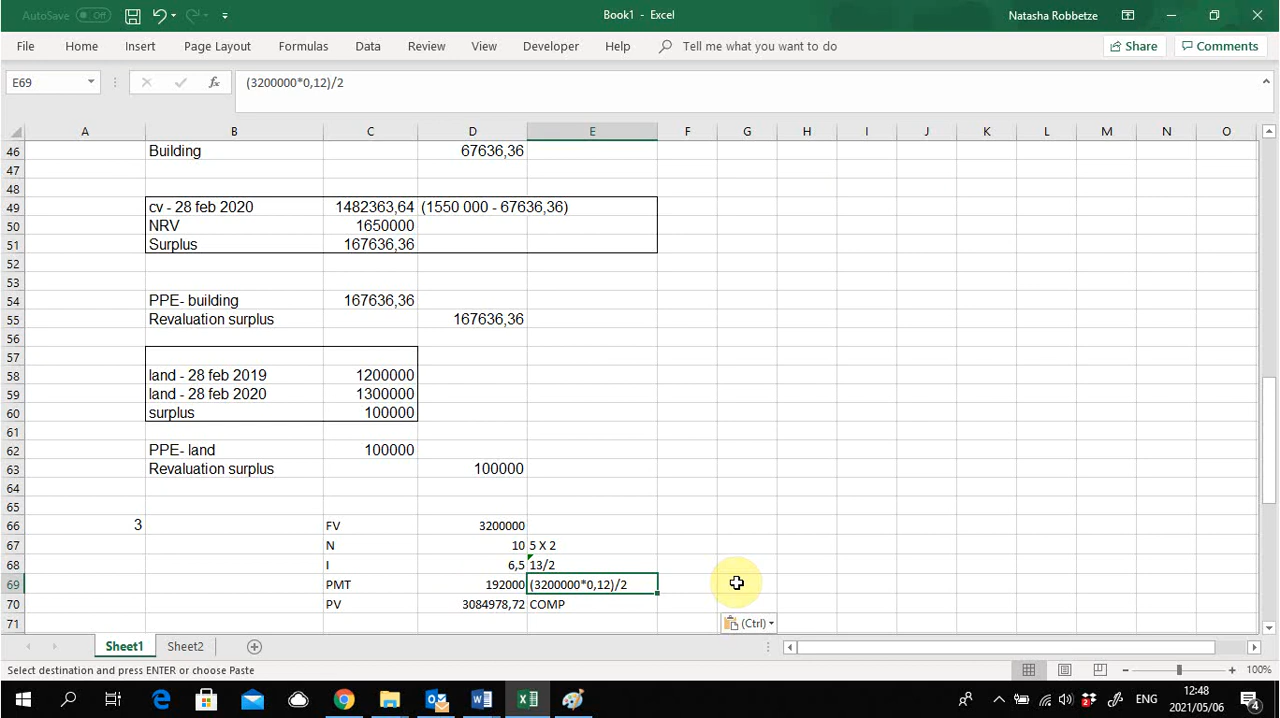 AutoSave Off
Book1 - Excel
Natasha Robbetze
File Home Insert Page Layout Formulas Data Review View Developer Help Tell me what you want to do Share Comments
E69 fx (3200000*0,12)/2
A B C D E F G H I J K L M N O
46 Building 67636,36
47
48
49 cv - 28 feb 2020 1482363,64 (1550 000 - 67636,36)
50 NRV 1650000
51 Surplus 167636,36
52
53
54 PPE- building 167636,36
55 Revaluation surplus 167636,36
56
57
58 land - 28 feb 2019 1200000
59 land - 28 feb 2020 1300000
60 surplus 100000
61
62 PPE- land 100000
63 Revaluation surplus 100000
64
65
66 3 FV 3200000
67 N 10 5 X 2
68 I 6,5 13/2
69 PMT 192000 (3200000*0,12)/2
70 PV 3084978,72 COMP
71
(Ctrl)
Sheet1 Sheet2
Select destination and press ENTER or choose Paste
100%
ENG
12:48
2021/05/06
2
4